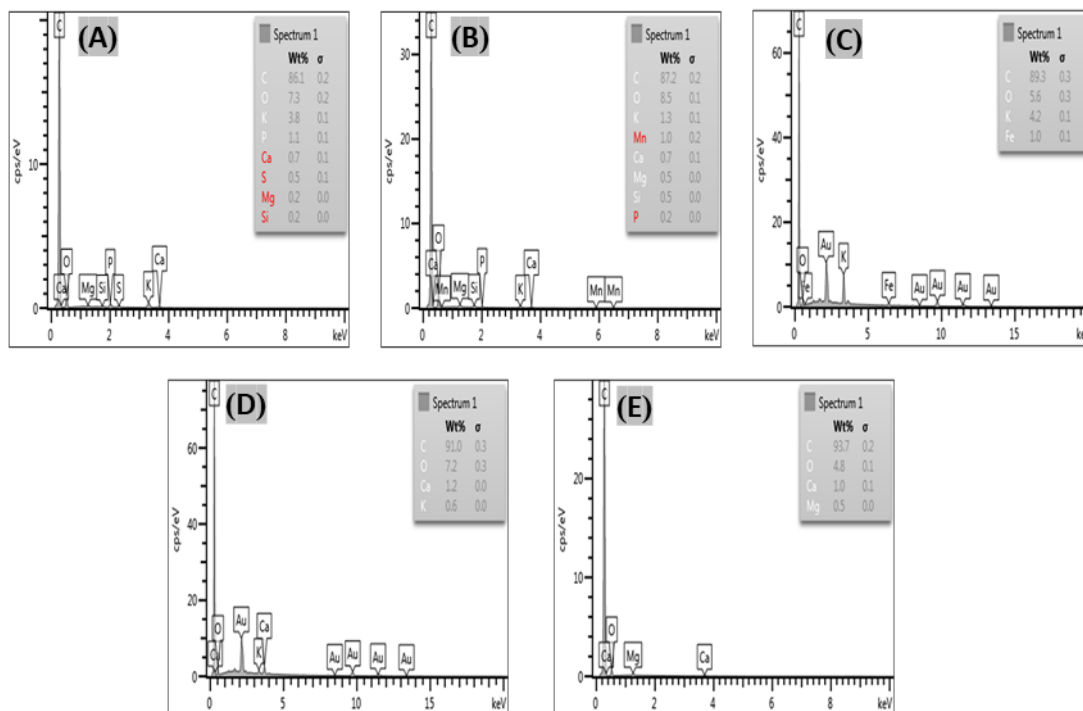 (A)
Spectrum 1
Wt% σ
C 86.1 0.2
O 7.3 0.2
K 3.8 0.1
P 1.1 0.1
Ca 0.7 0.1
S 0.5 0.1
Mg 0.2 0.0
Si 0.2 0.0
cps/eV
10
0
C
O
Ca
Mg
Si
P
S
K
Ca
0 2 4 6 8 keV
(B)
Spectrum 1
Wt% σ
C 87.2 0.2
O 8.5 0.1
K 1.3 0.1
Mn 1.0 0.2
Ca 0.7 0.1
Mg 0.5 0.0
Si 0.5 0.0
P 0.2 0.0
cps/eV
30
20
10
0
C
O
Ca
Mn
Mg
Si
P
K
Ca
Mn
Mn
0 2 4 6 8 keV
(C)
Spectrum 1
Wt% σ
C 89.3 0.3
O 5.6 0.3
K 4.2 0.1
Fe 1.0 0.1
cps/eV
60
40
20
0
C
O
Fe
Au
K
Fe
Au
Au
Au
Au
0 5 10 15 keV
(D)
Spectrum 1
Wt% σ
C 91.0 0.3
O 7.2 0.3
Ca 1.2 0.0
K 0.6 0.0
cps/eV
60
40
20
0
C
O
Au
K
Ca
Au
Au
Au
Au
0 5 10 15 keV
(E)
Spectrum 1
Wt% σ
C 93.7 0.2
O 4.8 0.1
Ca 1.0 0.1
Mg 0.5 0.0
cps/eV
20
10
0
C
O
Ca
Mg
Ca
0 2 4 6 8 keV